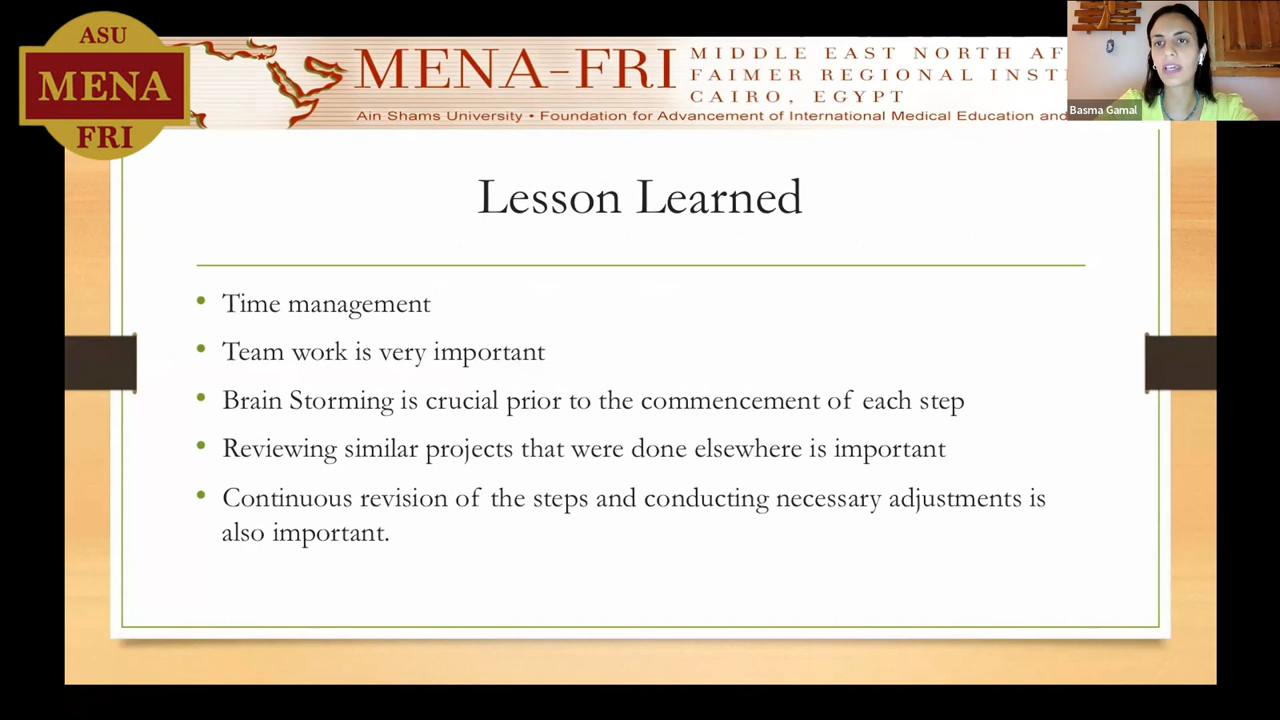 ASU
MENA
FRI
MENA-FRI
MIDDLE EAST NORTH AF
FAIMER REGIONAL INST
CAIRO, EGYPT
Ain Shams University • Foundation for Advancement of International Medical Education and
Basma Gamal
Lesson Learned
• Time management
• Team work is very important
• Brain Storming is crucial prior to the commencement of each step
• Reviewing similar projects that were done elsewhere is important
• Continuous revision of the steps and conducting necessary adjustments is
also important.